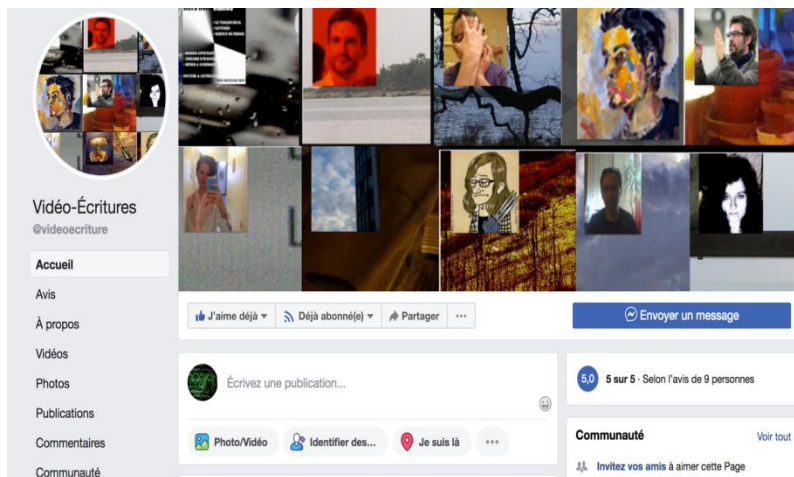 Vidéo-Écritures
@videoecriture
Accueil
Avis
À propos
Vidéos
Photos
Publications
Commentaires
Communauté
J'aime déjà
Déjà abonné(e)
Partager
Envoyer un message
Écrivez une publication...
Photo/Vidéo
Identifier des...
Je suis là
5,0
5 sur 5 · Selon l'avis de 9 personnes
Communauté
Voir tout
Invitez vos amis à aimer cette Page